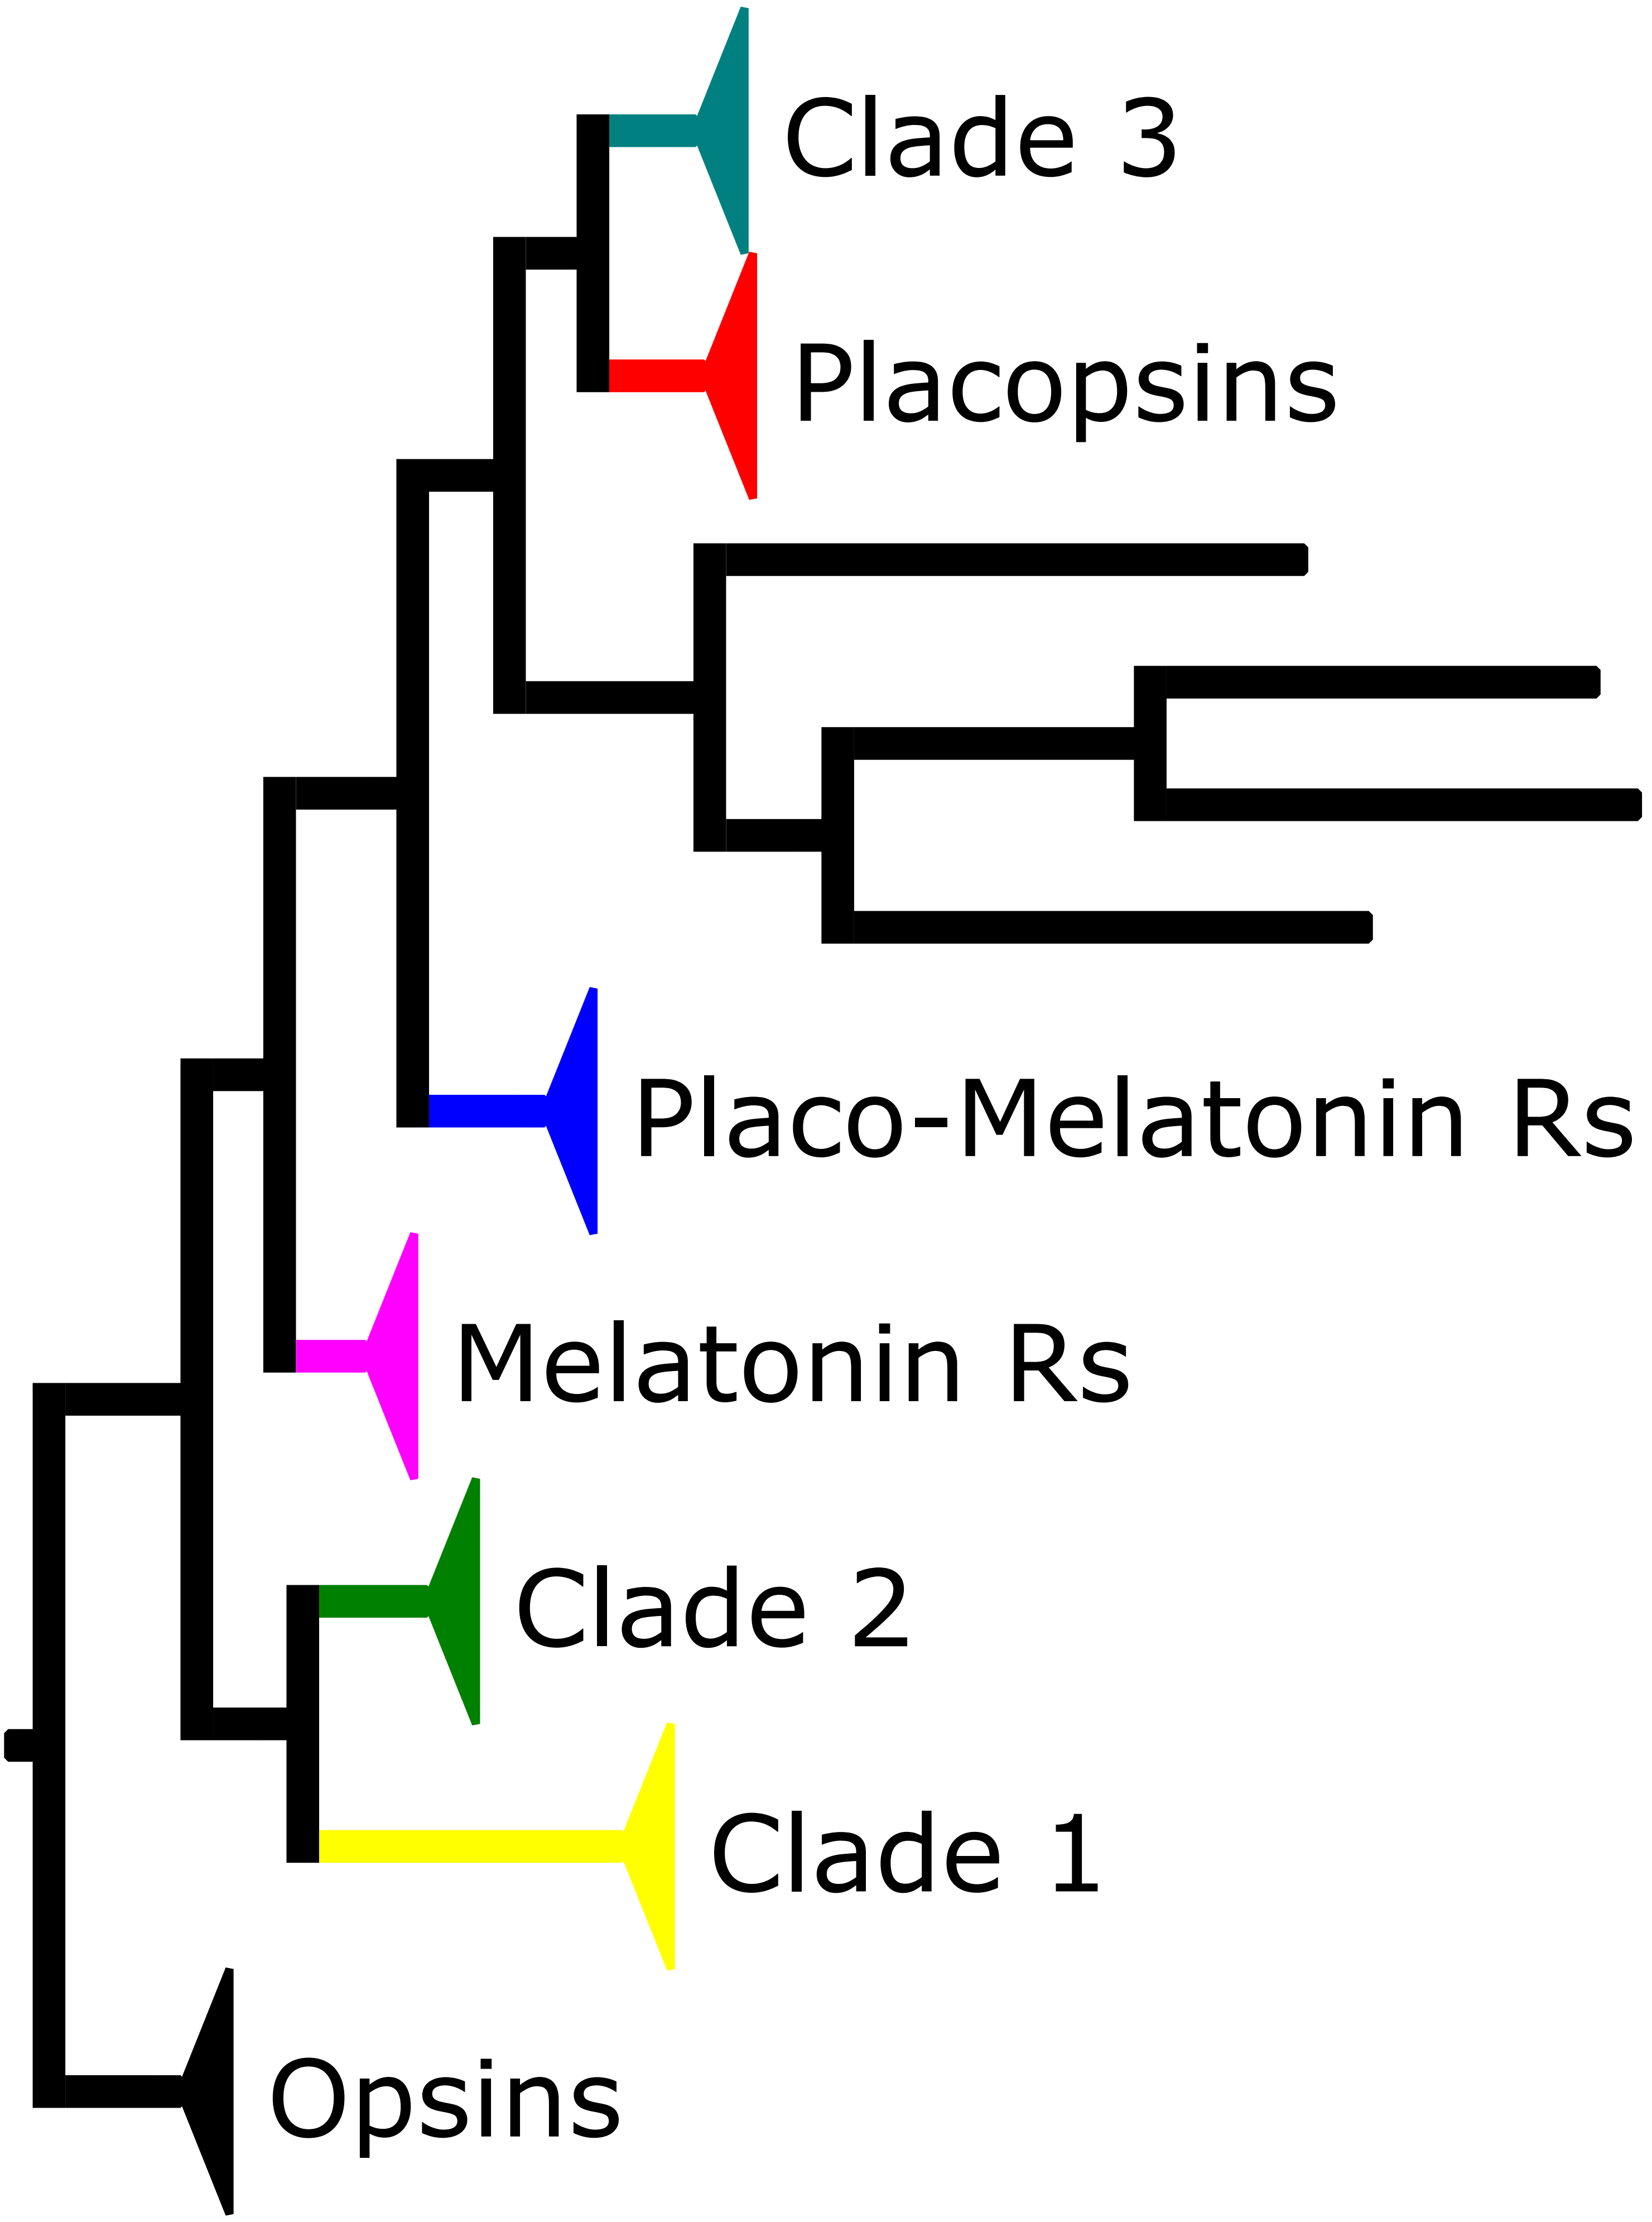 Clade 3
Placopsins
Placo-Melatonin Rs
Melatonin Rs
Clade 2
Clade 1
Opsins